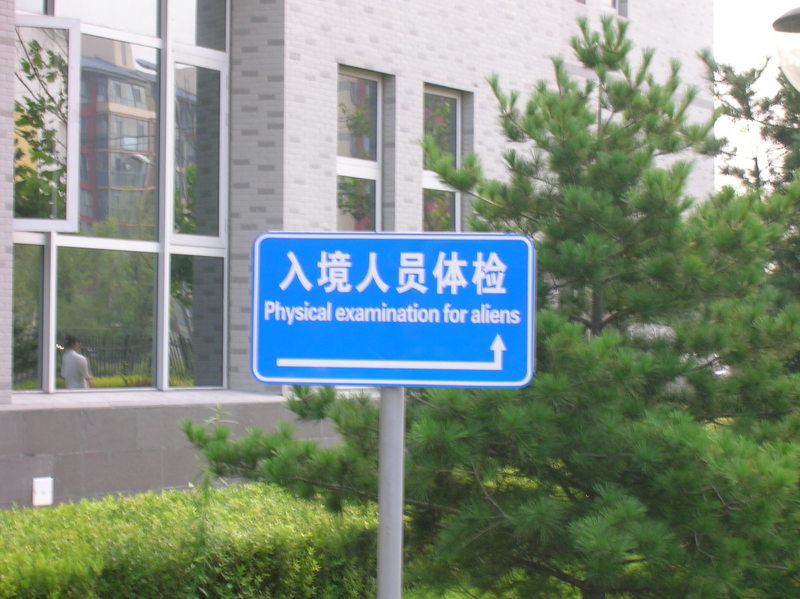 入境人员体检
Physical examination for aliens